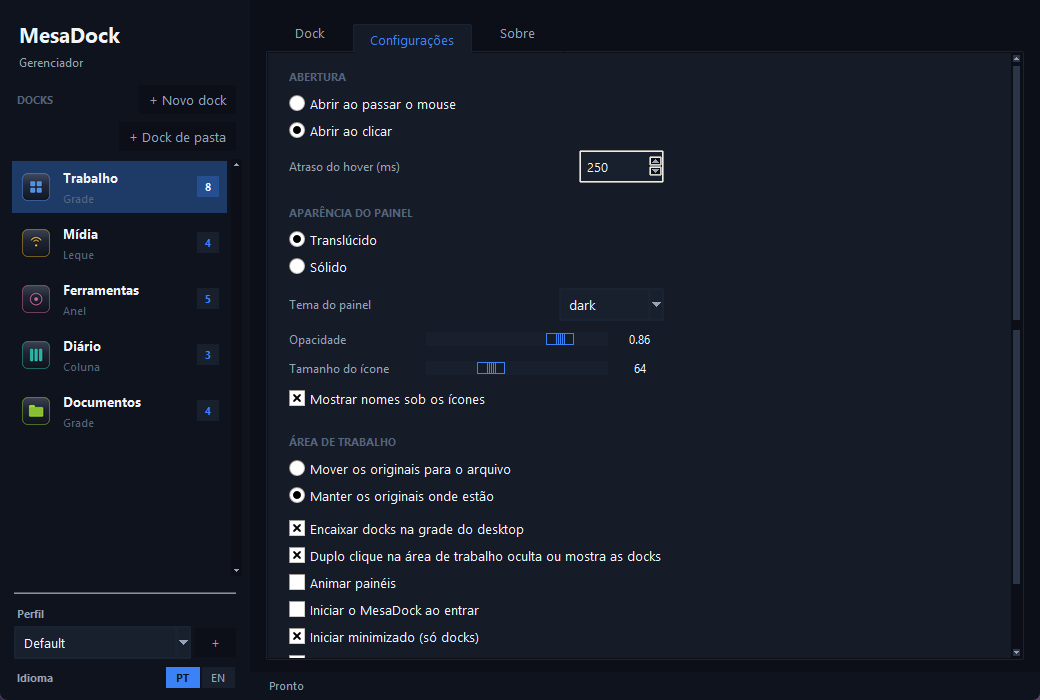 MesaDock
Gerenciador
DOCKS
+ Novo dock
+ Dock de pasta
Trabalho
Grade
8
Mídia
Leque
4
Ferramentas
Anel
5
Diário
Coluna
3
Documentos
Grade
4
Perfil
Default
+
Idioma
PT
EN
Dock
Configurações
Sobre
ABERTURA
Abrir ao passar o mouse
Abrir ao clicar
Atraso do hover (ms)
250
APARÊNCIA DO PAINEL
Translúcido
Sólido
Tema do painel
dark
Opacidade
0.86
Tamanho do ícone
64
Mostrar nomes sob os ícones
ÁREA DE TRABALHO
Mover os originais para o arquivo
Manter os originais onde estão
Encaixar docks na grade do desktop
Duplo clique na área de trabalho oculta ou mostra as docks
Animar painéis
Iniciar o MesaDock ao entrar
Iniciar minimizado (só docks)
Pronto